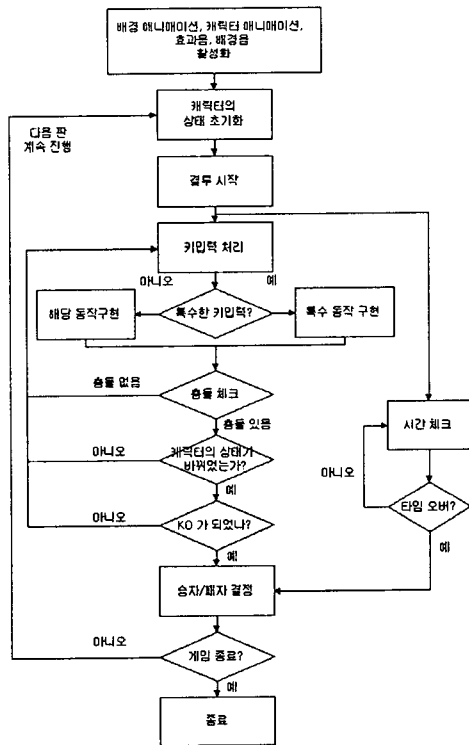 배경 애니매이션, 캐릭터 애니매이션,
효과음, 배경음
활성화
캐릭터의
상태 초기화
다음 판
계속 진행
결투 시작
키입력 처리
아니오
예
특수한 키입력?
해당 동작구현
특수 동작 구현
충돌 없음
충돌 체크
충돌 있음
시간 체크
아니오
캐릭터의 상태가
바뀌었는가?
아니오
예
타임 오버?
아니오
KO 가 되었나?
예
예
승자/패자 결정
아니오
게임 종료?
예
종료